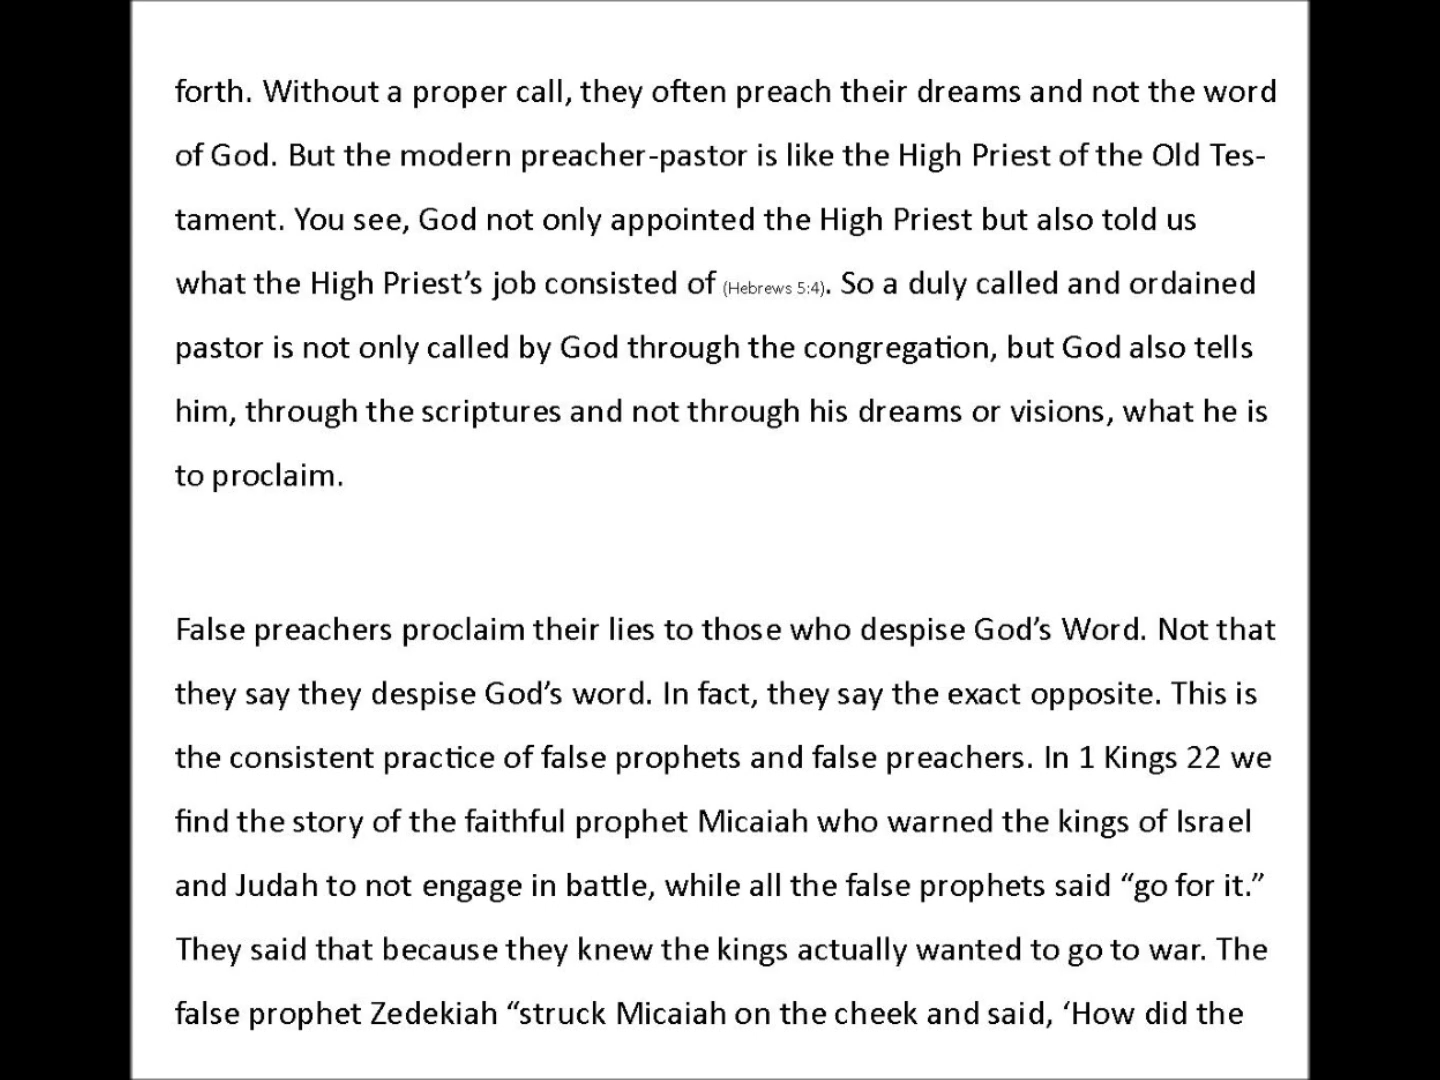 forth. Without a proper call, they often preach their dreams and not the word
of God. But the modern preacher-pastor is like the High Priest of the Old Tes-
tament. You see, God not only appointed the High Priest but also told us
what the High Priest’s job consisted of (Hebrews 5:4). So a duly called and ordained
pastor is not only called by God through the congregation, but God also tells
him, through the scriptures and not through his dreams or visions, what he is
to proclaim.
False preachers proclaim their lies to those who despise God’s Word. Not that
they say they despise God’s word. In fact, they say the exact opposite. This is
the consistent practice of false prophets and false preachers. In 1 Kings 22 we
find the story of the faithful prophet Micaiah who warned the kings of Israel
and Judah to not engage in battle, while all the false prophets said “go for it.”
They said that because they knew the kings actually wanted to go to war. The
false prophet Zedekiah “struck Micaiah on the cheek and said, ‘How did the